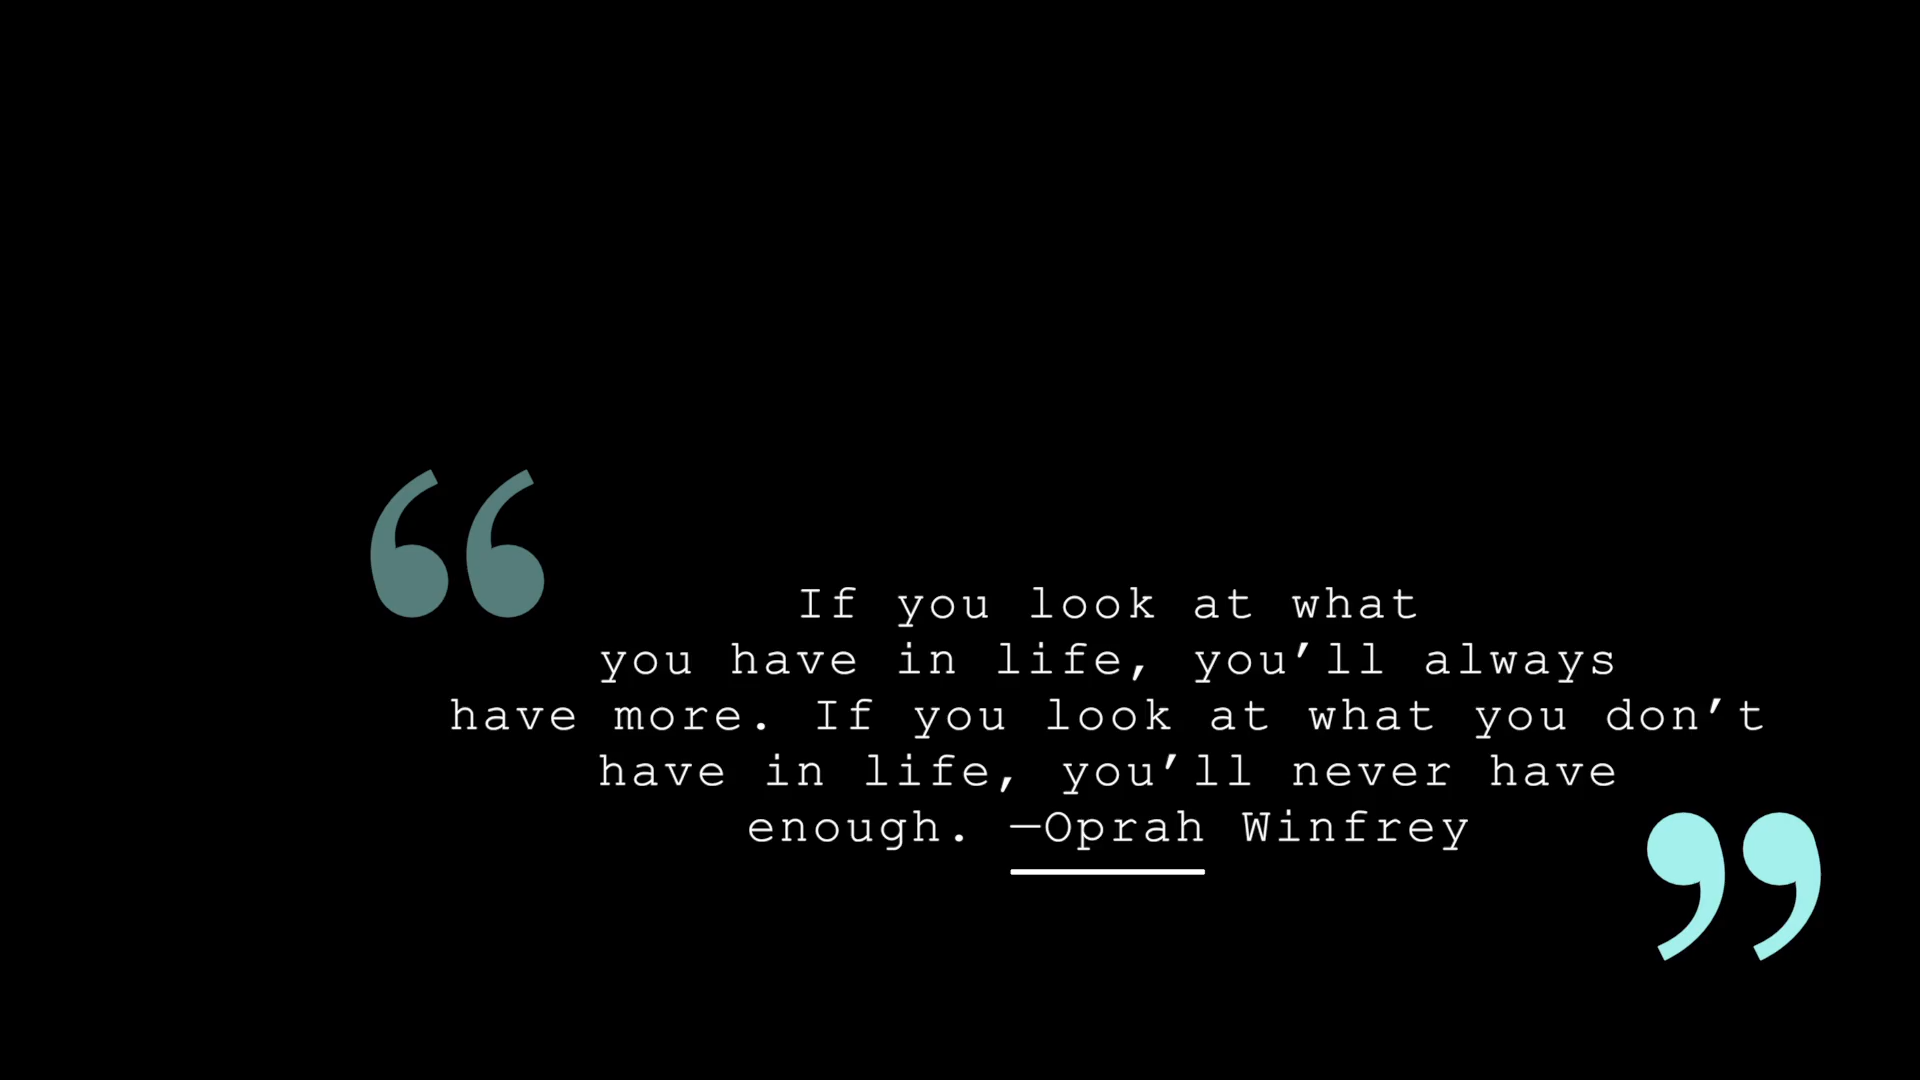 “
If you look at what
you have in life, you’ll always
have more. If you look at what you don’t
have in life, you’ll never have
enough. —Oprah Winfrey
”